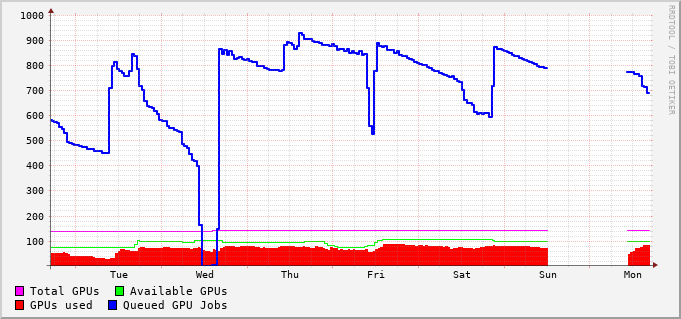 1000
900
800
700
600
500
400
300
200
100
Tue Wed Thu Fri Sat Sun Mon
Total GPUs Available GPUs
GPUs used Queued GPU Jobs
RRDTOOL / TOBI OETIKER